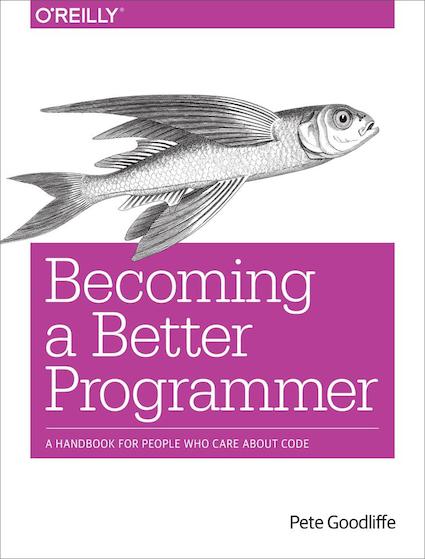 O'REILLY®
Becoming
a Better
Programmer
A HANDBOOK FOR PEOPLE WHO CARE ABOUT CODE
Pete Goodliffe